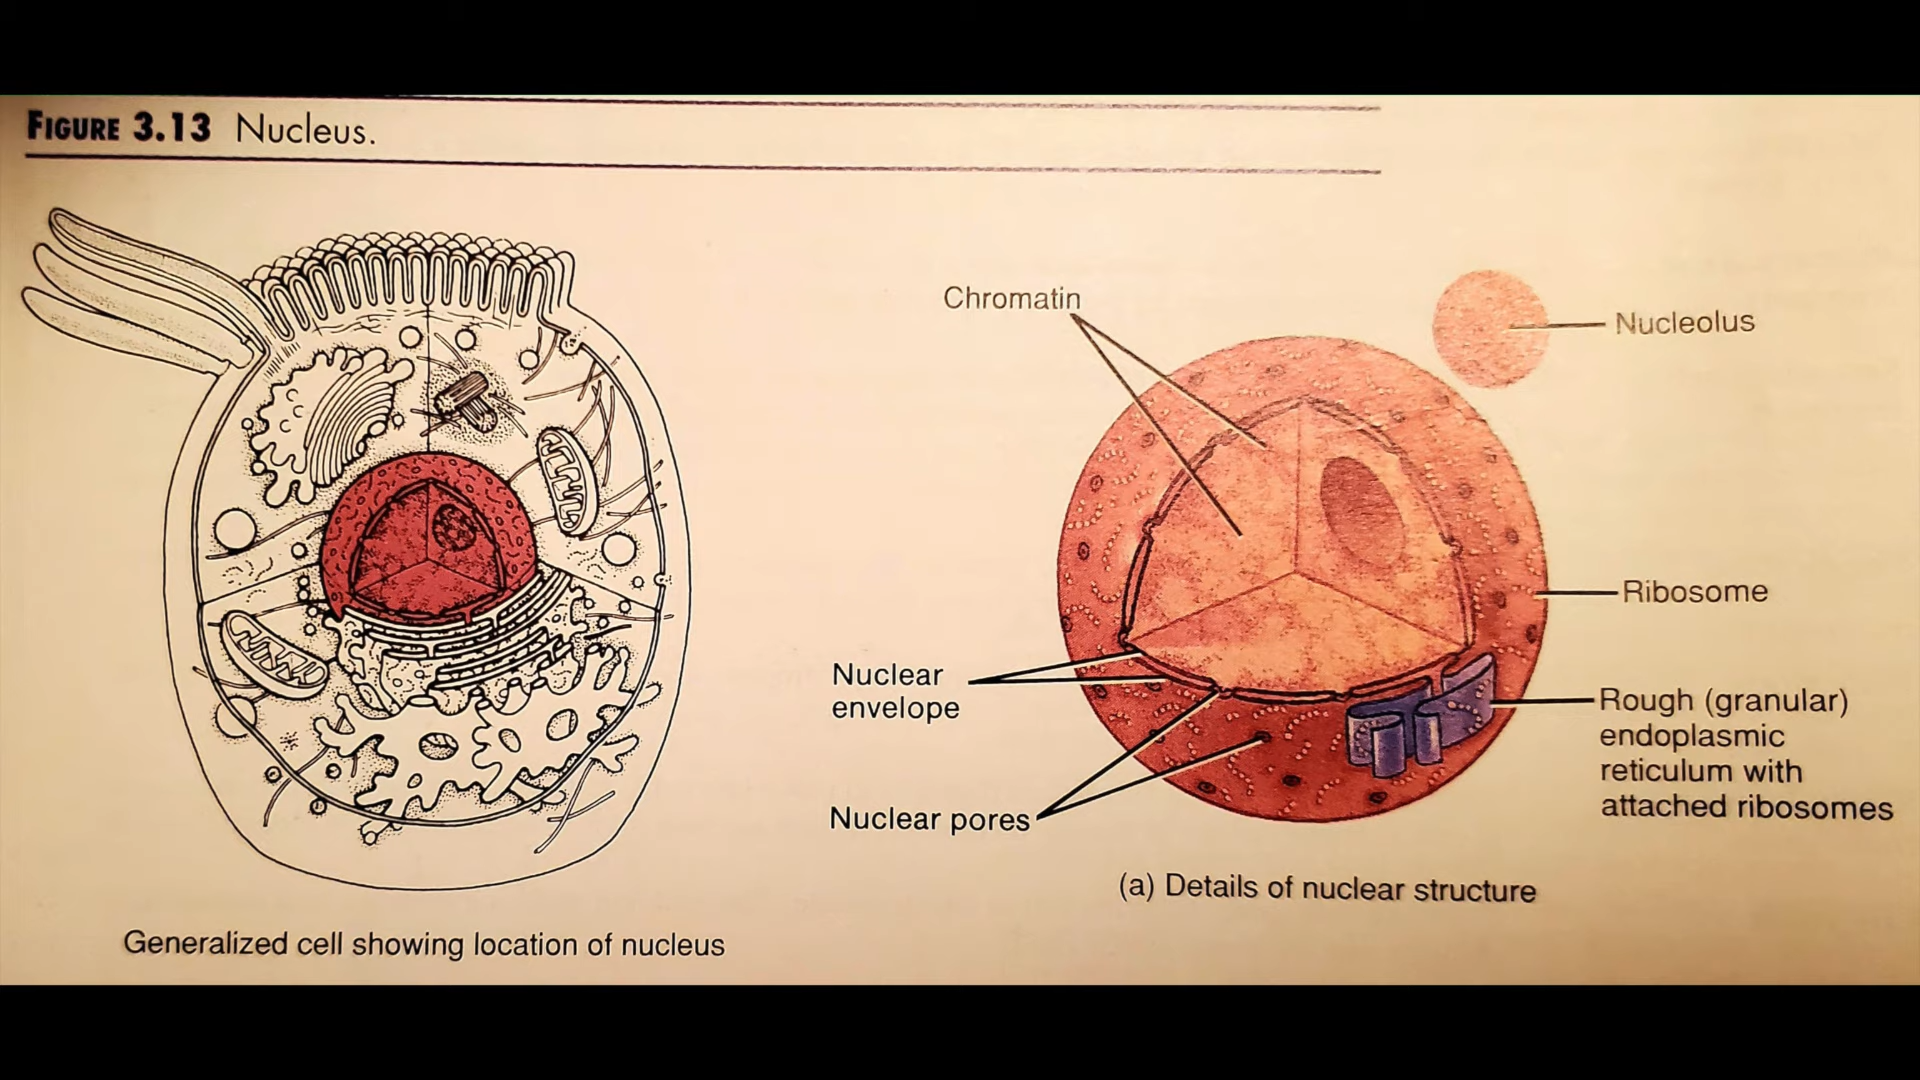 FIGURE 3.13 Nucleus.
Chromatin
Nucleolus
Ribosome
Nuclear
envelope
Rough (granular)
endoplasmic
reticulum with
attached ribosomes
Nuclear pores
(a) Details of nuclear structure
Generalized cell showing location of nucleus